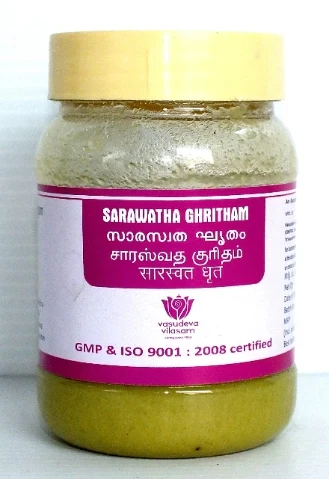 SARAWATHA GHRITHAM
സാരസ്വത ഘൃതം
சாரஸ்வத குரிதம்
सारस्वत घृत
vasudeva
vilasam
GMP & ISO 9001 : 2008 certified